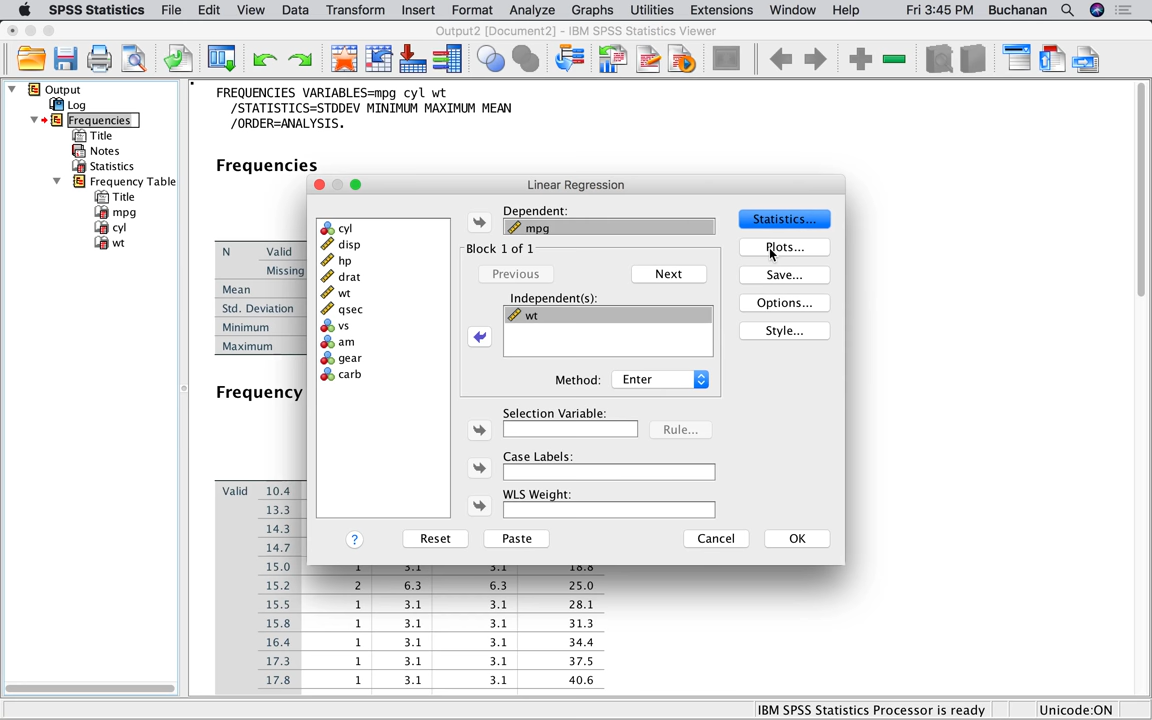 SPSS Statistics File Edit View Data Transform Insert Format Analyze Graphs Utilities Extensions Window Help Fri 3:45 PM Buchanan
Output2 [Document2] - IBM SPSS Statistics Viewer
Output
Log
Frequencies
Title
Notes
Statistics
Frequency Table
Title
mpg
cyl
wt
FREQUENCIES VARIABLES=mpg cyl wt
/STATISTICS=STDDEV MINIMUM MAXIMUM MEAN
/ORDER=ANALYSIS.
Frequencies
N Valid
Missing
Mean
Std. Deviation
Minimum
Maximum
Frequency
Valid 10.4
13.3
14.3
14.7
15.0 1 3.1 3.1 18.8
15.2 2 6.3 6.3 25.0
15.5 1 3.1 3.1 28.1
15.8 1 3.1 3.1 31.3
16.4 1 3.1 3.1 34.4
17.3 1 3.1 3.1 37.5
17.8 1 3.1 3.1 40.6
Linear Regression
cyl
disp
hp
drat
wt
qsec
vs
am
gear
carb
Dependent:
mpg
Block 1 of 1
Previous Next
Independent(s):
wt
Method: Enter
Selection Variable:
Rule...
Case Labels:
WLS Weight:
Statistics...
Plots...
Save...
Options...
Style...
? Reset Paste Cancel OK
IBM SPSS Statistics Processor is ready Unicode:ON